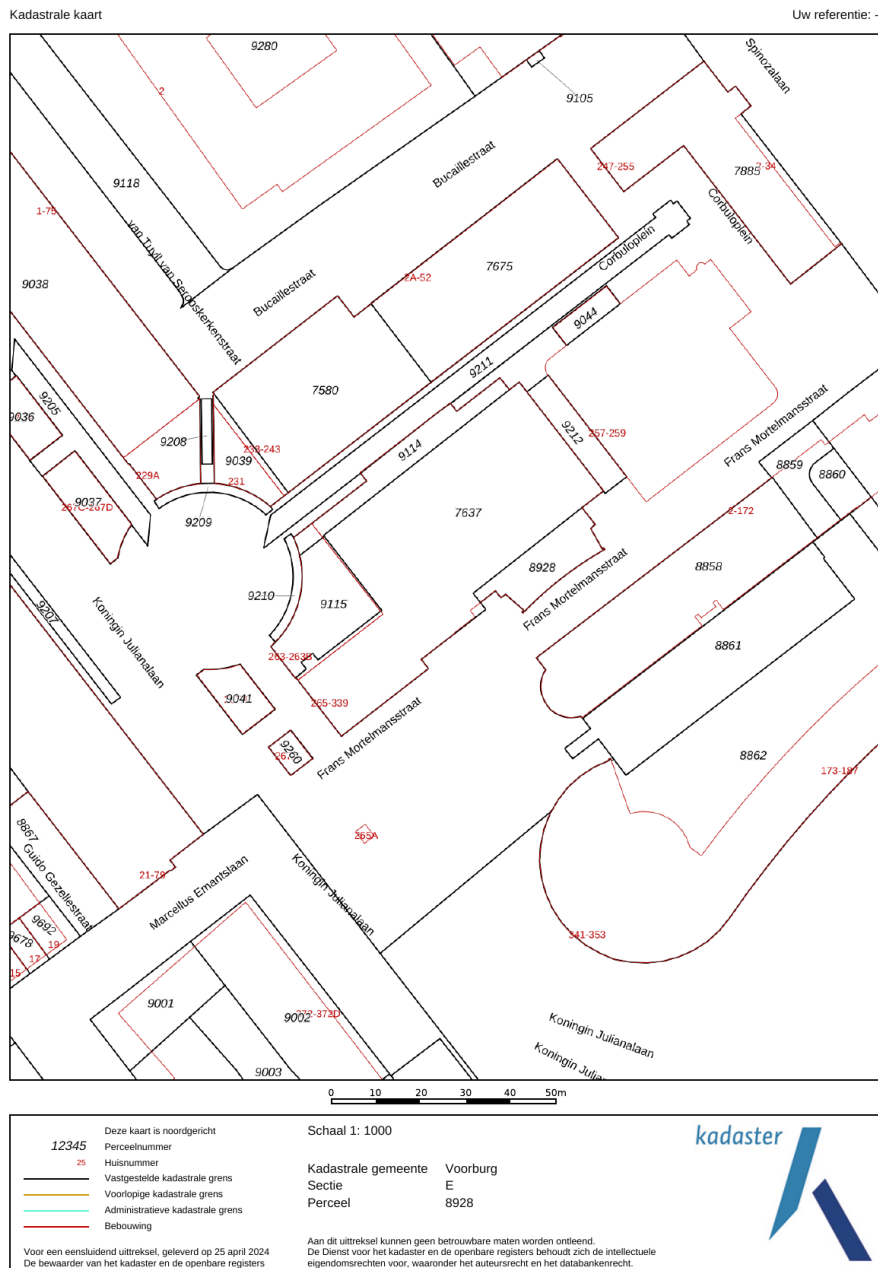 Kadastrale kaart
Uw referentie: -
9280
Spinozalaan
2
9105
Bucaillestraat
247-255
7885
2-34
9118
Corbuloplein
1-75
van Tuyll van Serooskerkenstraat
Corbuloplein
7675
2A-52
9038
Bucaillestraat
9044
9211
7580
9205
9036
Frans Mortelmansstraat
9212
257-259
9208
9114
233-243
9039
8859
8860
229A
231
9037
267C-267D
9209
7637
2-172
8928
8858
Frans Mortelmansstraat
9210
9115
9207
Koningin Julianalaan
8861
263-263B
9041
265-339
9260
267
Frans Mortelmansstraat
8862
173-187
8867
265A
Guido Gezellestraat
21-79
Marcellus Emantslaan
Koningin Julianalaan
9692
9678
19
17
15
341-353
9001
9002
372-372D
9003
Koningin Julianalaan
Koningin Julia
0 10 20 30 40 50m
Deze kaart is noordgericht
12345 Perceelnummer
25 Huisnummer
Vastgestelde kadastrale grens
Voorlopige kadastrale grens
Administratieve kadastrale grens
Bebouwing
Voor een eensluidend uittreksel, geleverd op 25 april 2024
De bewaarder van het kadaster en de openbare registers
Schaal 1: 1000
Kadastrale gemeente Voorburg
Sectie E
Perceel 8928
Aan dit uittreksel kunnen geen betrouwbare maten worden ontleend.
De Dienst voor het kadaster en de openbare registers behoudt zich de intellectuele
eigendomsrechten voor, waaronder het auteursrecht en het databankenrecht.
kadaster